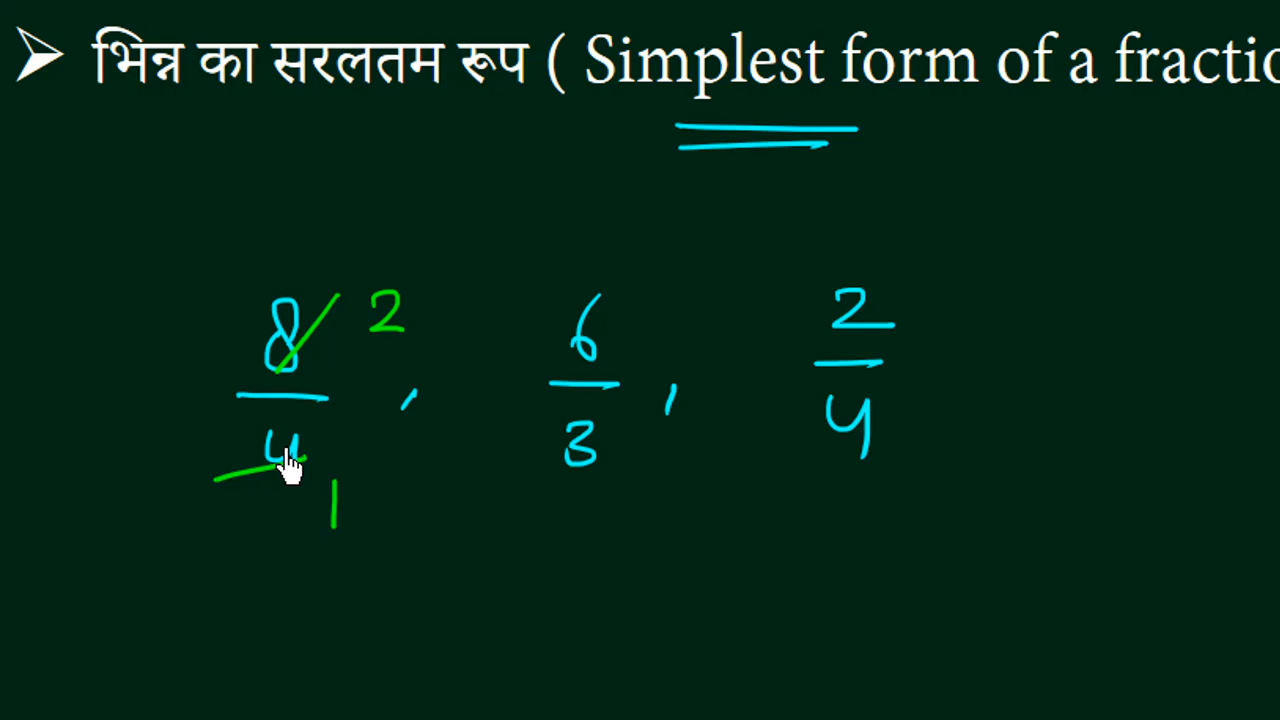 ➢ भिन्न का सरलतम रूप ( Simplest form of a fractio
8 2 6 2
, ,
4 3 4
1